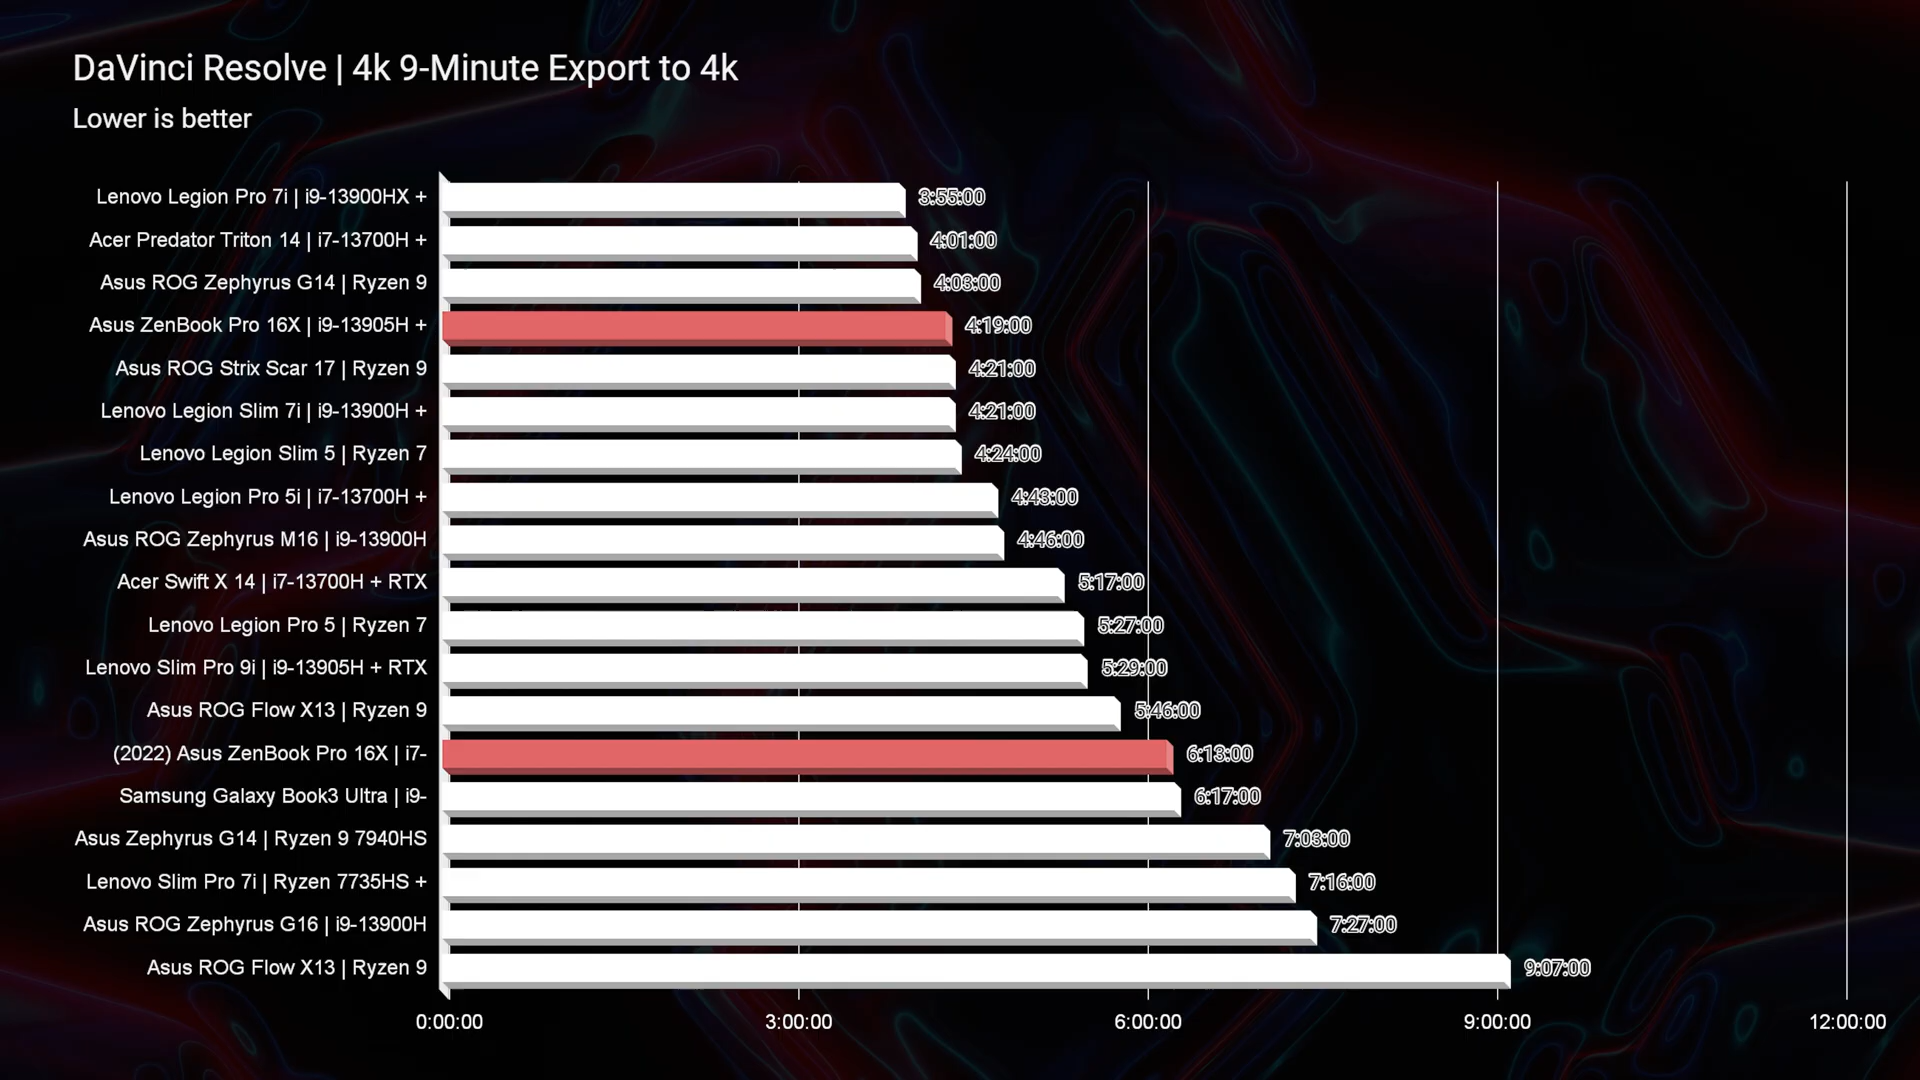 DaVinci Resolve | 4k 9-Minute Export to 4k
Lower is better
Lenovo Legion Pro 7i | i9-13900HX + 3:55:00
Acer Predator Triton 14 | i7-13700H + 4:01:00
Asus ROG Zephyrus G14 | Ryzen 9 4:03:00
Asus ZenBook Pro 16X | i9-13905H + 4:19:00
Asus ROG Strix Scar 17 | Ryzen 9 4:21:00
Lenovo Legion Slim 7i | i9-13900H + 4:21:00
Lenovo Legion Slim 5 | Ryzen 7 4:24:00
Lenovo Legion Pro 5i | i7-13700H + 4:43:00
Asus ROG Zephyrus M16 | i9-13900H 4:46:00
Acer Swift X 14 | i7-13700H + RTX 5:17:00
Lenovo Legion Pro 5 | Ryzen 7 5:27:00
Lenovo Slim Pro 9i | i9-13905H + RTX 5:29:00
Asus ROG Flow X13 | Ryzen 9 5:46:00
(2022) Asus ZenBook Pro 16X | i7- 6:13:00
Samsung Galaxy Book3 Ultra | i9- 6:17:00
Asus Zephyrus G14 | Ryzen 9 7940HS 7:03:00
Lenovo Slim Pro 7i | Ryzen 7735HS + 7:16:00
Asus ROG Zephyrus G16 | i9-13900H 7:27:00
Asus ROG Flow X13 | Ryzen 9 9:07:00
0:00:00 3:00:00 6:00:00 9:00:00 12:00:00